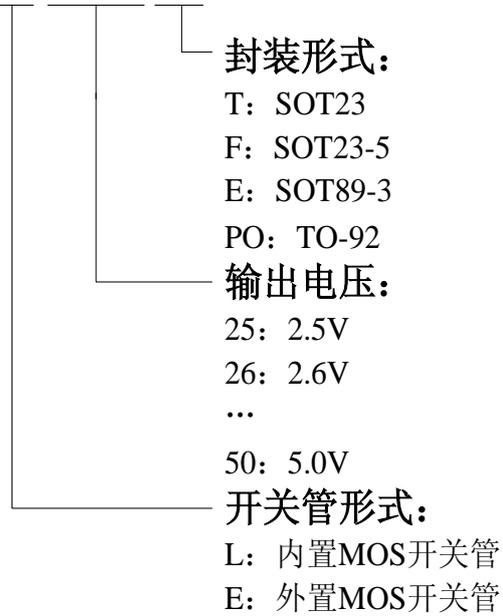 封装形式：
T：SOT23
F：SOT23-5
E：SOT89-3
PO：TO-92
输出电压：
25：2.5V
26：2.6V
…
50：5.0V
开关管形式：
L：内置MOS开关管
E：外置MOS开关管